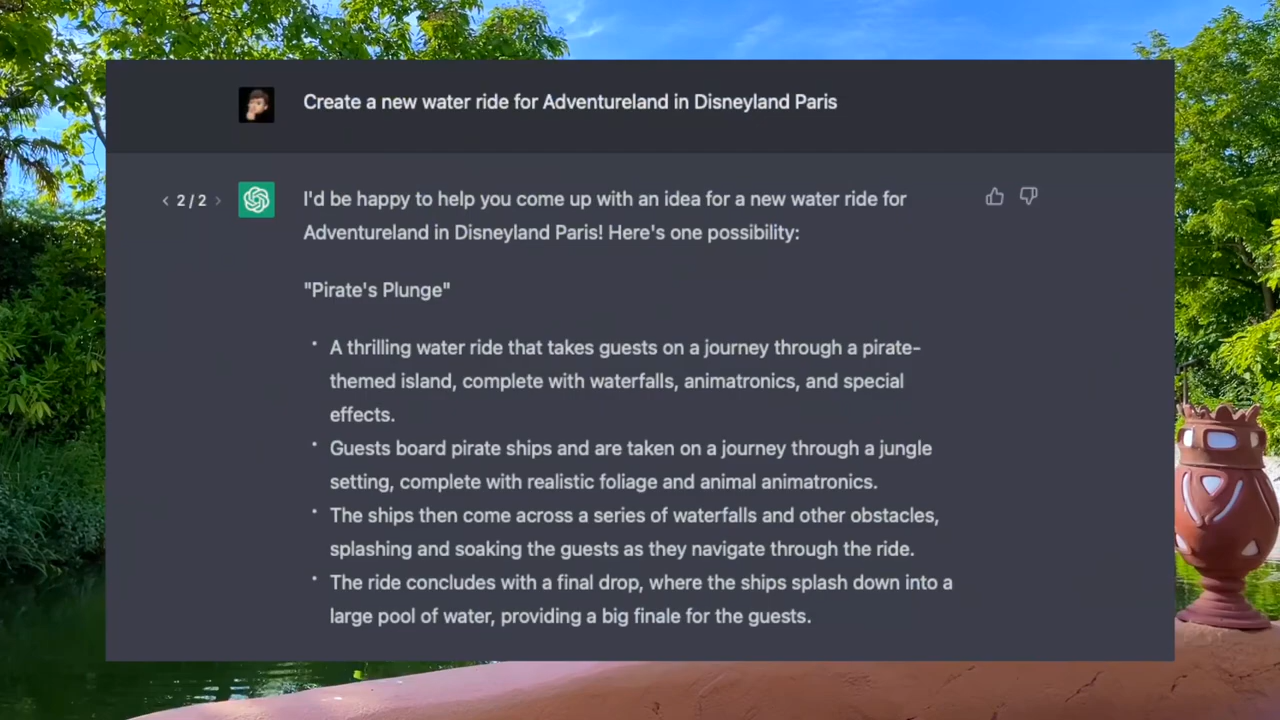 Create a new water ride for Adventureland in Disneyland Paris
< 2 / 2 >
I'd be happy to help you come up with an idea for a new water ride for
Adventureland in Disneyland Paris! Here's one possibility:
"Pirate's Plunge"
• A thrilling water ride that takes guests on a journey through a pirate-
themed island, complete with waterfalls, animatronics, and special
effects.
• Guests board pirate ships and are taken on a journey through a jungle
setting, complete with realistic foliage and animal animatronics.
• The ships then come across a series of waterfalls and other obstacles,
splashing and soaking the guests as they navigate through the ride.
• The ride concludes with a final drop, where the ships splash down into a
large pool of water, providing a big finale for the guests.